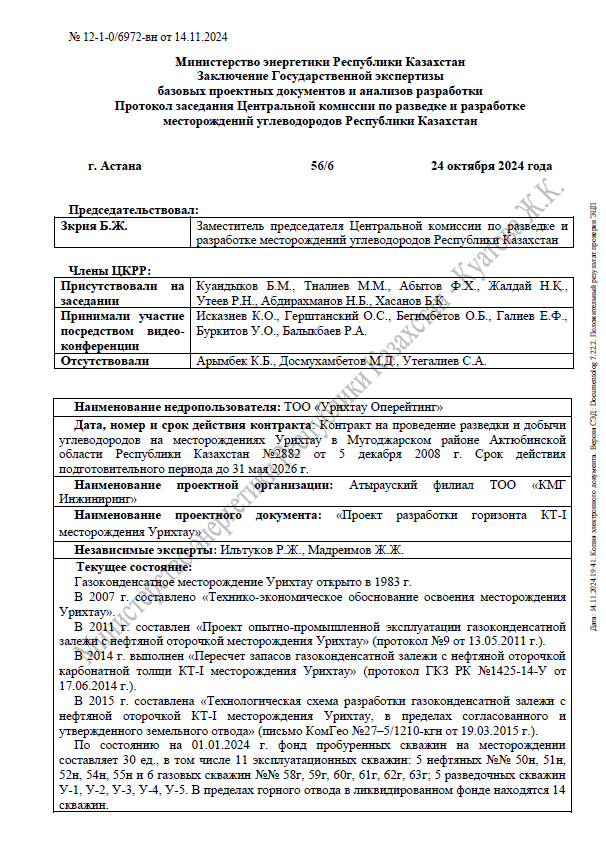 № 12-1-0/6972-вн от 14.11.2024
Министерство энергетики Республики Казахстан
Заключение Государственной экспертизы
базовых проектных документов и анализов разработки
Протокол заседания Центральной комиссии по разведке и разработке
месторождений углеводородов Республики Казахстан
г. Астана 56/6 24 октября 2024 года
Председательствовал:
Зкрия Б.Ж. Заместитель председателя Центральной комиссии по разведке и
разработке месторождений углеводородов Республики Казахстан
Члены ЦКРР:
Присутствовали на Куандыков Б.М., Тналиев М.М., Абытов Ф.Х., Жалдай Н.Қ.,
заседании Утеев Р.Н., Абдирахманов Н.Б., Хасанов Б.К.
Принимали участие Исказиев К.О., Герштанский О.С., Бегимбетов О.Б., Галиев Е.Ф.,
посредством видео- Буркитов У.О., Балыкбаев Р.А.
конференции
Отсутствовали Арымбек К.Б., Досмухамбетов М.Д., Утегалиев С.А.
Наименование недропользователя: ТОО «Урихтау Оперейтинг»
Дата, номер и срок действия контракта: Контракт на проведение разведки и добычи
углеводородов на месторождениях Урихтау в Мугоджарском районе Актюбинской
области Республики Казахстан №2882 от 5 декабря 2008 г. Срок действия
подготовительного периода до 31 мая 2026 г.
Наименование проектной организации: Атырауский филиал ТОО «КМГ
Инжиниринг»
Наименование проектного документа: «Проект разработки горизонта КТ-I
месторождения Урихтау»
Независимые эксперты: Ильтуков Р.Ж., Мадреимов Ж.Ж.
Текущее состояние:
Газоконденсатное месторождение Урихтау открыто в 1983 г.
В 2007 г. составлено «Технико-экономическое обоснование освоения месторождения
Урихтау».
В 2011 г. составлен «Проект опытно-промышленной эксплуатации газоконденсатной
залежи с нефтяной оторочкой месторождения Урихтау» (протокол №9 от 13.05.2011 г.).
В 2014 г. выполнен «Пересчет запасов газоконденсатной залежи с нефтяной оторочкой
карбонатной толщи КТ-I месторождения Урихтау» (протокол ГКЗ РК №1425-14-У от
17.06.2014 г.).
В 2015 г. составлена «Технологическая схема разработки газоконденсатной залежи с
нефтяной оторочкой КТ-I месторождения Урихтау, в пределах согласованного и
утвержденного земельного отвода» (письмо КомГео №27–5/1210-кгн от 19.03.2015 г.).
По состоянию на 01.01.2024 г. фонд пробуренных скважин на месторождении
составляет 30 ед., в том числе 11 эксплуатационных скважин: 5 нефтяных №№ 50н, 51н,
52н, 54н, 55н и 6 газовых скважин №№ 58г, 59г, 60г, 61г, 62г, 63г; 5 разведочных скважин
У-1, У-2, У-3, У-4, У-5. В пределах горного отвода в ликвидированном фонде находятся 14
скважин.
Министерство энергетики Республики Казахстан - Куатова Ж.К.
Дата: 14.11.2024 19:41. Копия электронного документа. Версия СЭД: Documentolog 7.22.2. Положительный результат проверки ЭЦП